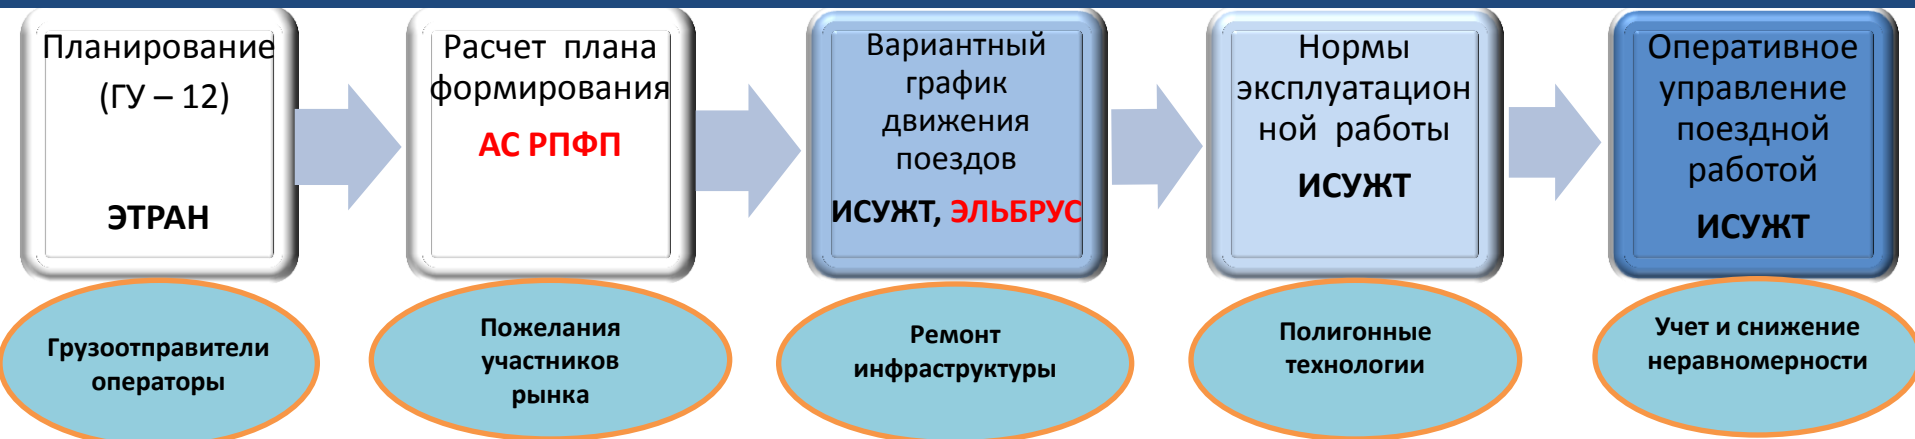 Планирование
(ГУ – 12)
ЭТРАН
Расчет плана
формирования
АС РПФП
Вариантный
график
движения
поездов
ИСУЖТ, ЭЛЬБРУС
Нормы
эксплуатацион
ной работы
ИСУЖТ
Оперативное
управление
поездной
работой
ИСУЖТ
Грузоотправители
операторы
Пожелания
участников
рынка
Ремонт
инфраструктуры
Полигонные
технологии
Учет и снижение
неравномерности